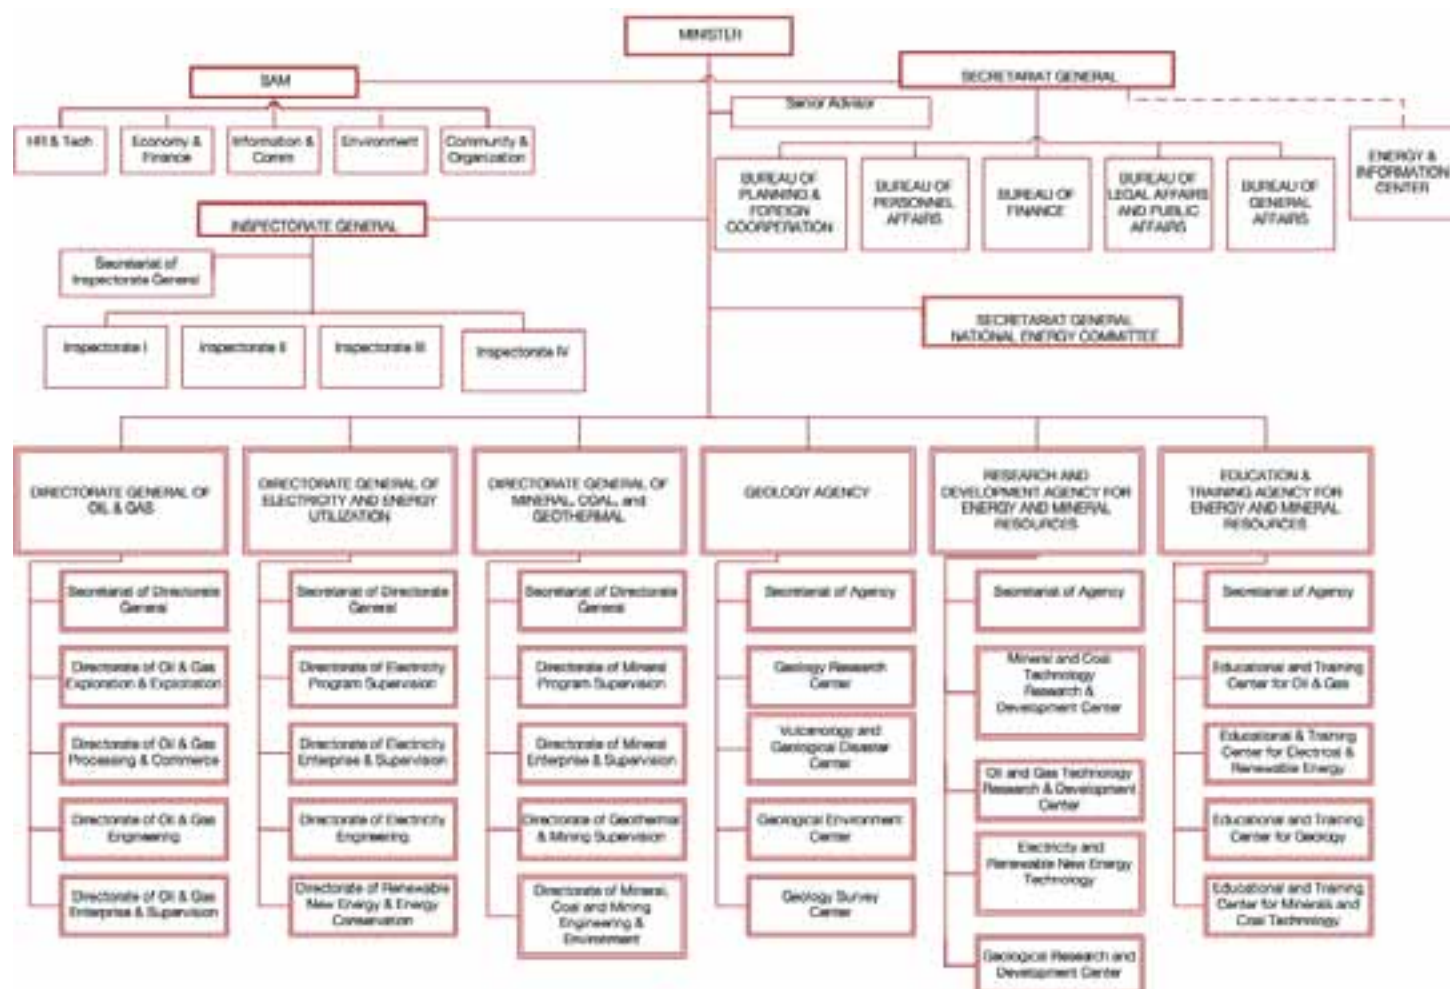 MINISTER
SAM
SECRETARIAT GENERAL
Senior Advisor
HR & Tech
Economy &
Finance
Information &
Comm
Environment
Community &
Organization
ENERGY &
INFORMATION
CENTER
BUREAU OF
PLANNING &
FOREIGN
COORPERATION
BUREAU OF
PERSONNEL
AFFAIRS
BUREAU OF
FINANCE
BUREAU OF
LEGAL AFFAIRS
AND PUBLIC
AFFAIRS
BUREAU OF
GENERAL
AFFAIRS
INSPECTORATE GENERAL
Secretariat of
Inspectorate General
SECRETARIAT GENERAL
NATIONAL ENERGY COMMITTEE
Inspectorate I
Inspectorate II
Inspectorate III
Inspectorate IV
DIRECTORATE GENERAL OF
OIL & GAS
DIRECTORATE GENERAL OF
ELECTRICITY AND ENERGY
UTILIZATION
DIRECTORATE GENERAL OF
MINERAL, COAL, and
GEOTHERMAL
GEOLOGY AGENCY
RESEARCH AND
DEVELOPMENT AGENCY FOR
ENERGY AND MINERAL
RESOURCES
EDUCATION &
TRAINING AGENCY FOR
ENERGY AND MINERAL
RESOURCES
Secretariat of Directorate
General
Directorate of Oil & Gas
Exploration & Exploitation
Directorate of Oil & Gas
Processing & Commerce
Directorate of Oil & Gas
Engineering
Directorate of Oil & Gas
Enterprise & Supervision
Secretariat of Directorate
General
Directorate of Electricity
Program Supervision
Directorate of Electricity
Enterprise & Supervision
Directorate of Electricity
Engineering
Directorate of Renewable
New Energy & Energy
Conservation
Secretariat of Directorate
General
Directorate of Mineral
Program Supervision
Directorate of Mineral
Enterprise & Supervision
Directorate of Geothermal
& Mining Supervision
Directorate of Mineral,
Coal and Mining
Engineering &
Environment
Secretariat of Agency
Geology Research
Center
Vulcanology and
Geological Disaster
Center
Geological Environment
Center
Geology Survey
Center
Secretariat of Agency
Mineral and Coal
Technology
Research &
Development Center
Oil and Gas Technology
Research & Development
Center
Electricity and
Renewable New Energy
Technology
Geological Research and
Development Center
Secretariat of Agency
Educational and Training
Center for Oil & Gas
Educational & Training
Center for Electrical &
Renewable Energy
Educational and Training
Center for Geology
Educational and Training
Center for Minerals and
Coal Technology